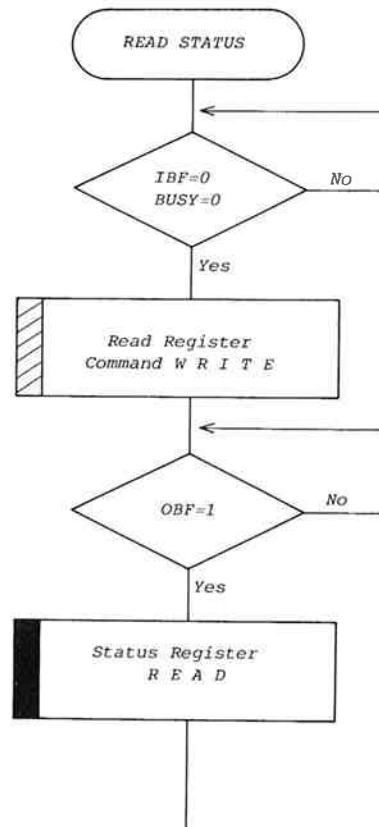 READ STATUS
IBF=0
BUSY=0
No
Yes
Read Register
Command W R I T E
OBF=1
No
Yes
Status Register
R E A D